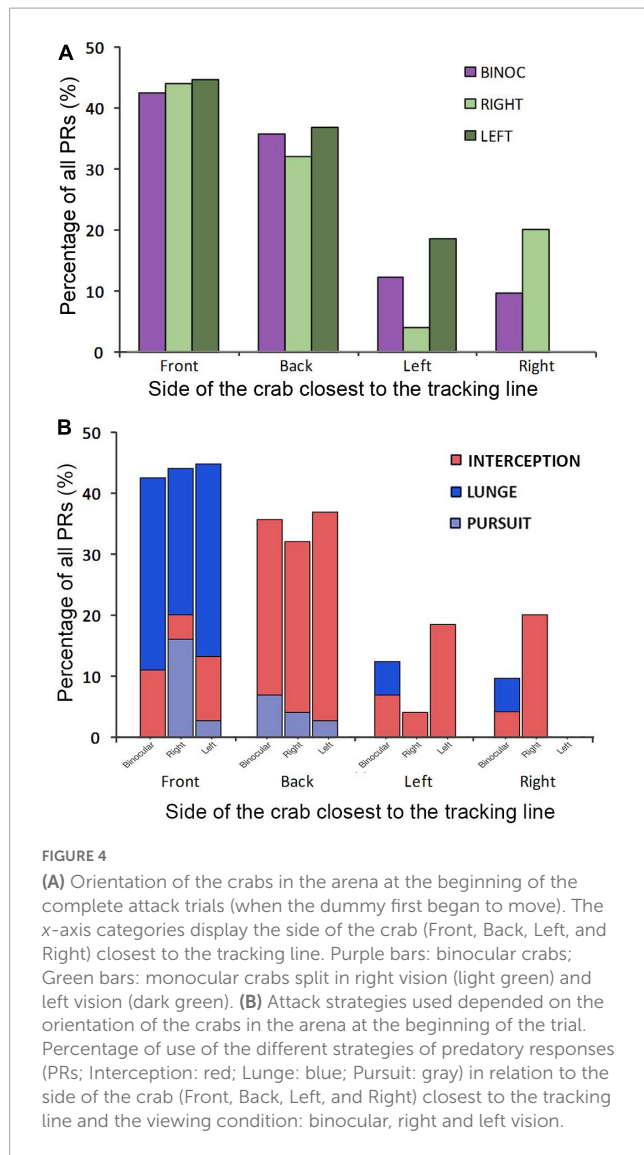 A
Percentage of all PRs (%)
50
40
30
20
10
0
BINOC
RIGHT
LEFT
Front Back Left Right
Side of the crab closest to the tracking line
B
Percentage of all PRs (%)
50
40
30
20
10
0
INTERCEPTION
LUNGE
PURSUIT
Binocular Right Left Binocular Right Left Binocular Right Left Binocular Right Left
Front Back Left Right
Side of the crab closest to the tracking line
FIGURE 4
(A) Orientation of the crabs in the arena at the beginning of the
complete attack trials (when the dummy first began to move). The
x-axis categories display the side of the crab (Front, Back, Left, and
Right) closest to the tracking line. Purple bars: binocular crabs;
Green bars: monocular crabs split in right vision (light green) and
left vision (dark green). (B) Attack strategies used depended on the
orientation of the crabs in the arena at the beginning of the trial.
Percentage of use of the different strategies of predatory responses
(PRs; Interception: red; Lunge: blue; Pursuit: gray) in relation to the
side of the crab (Front, Back, Left, and Right) closest to the tracking
line and the viewing condition: binocular, right and left vision.